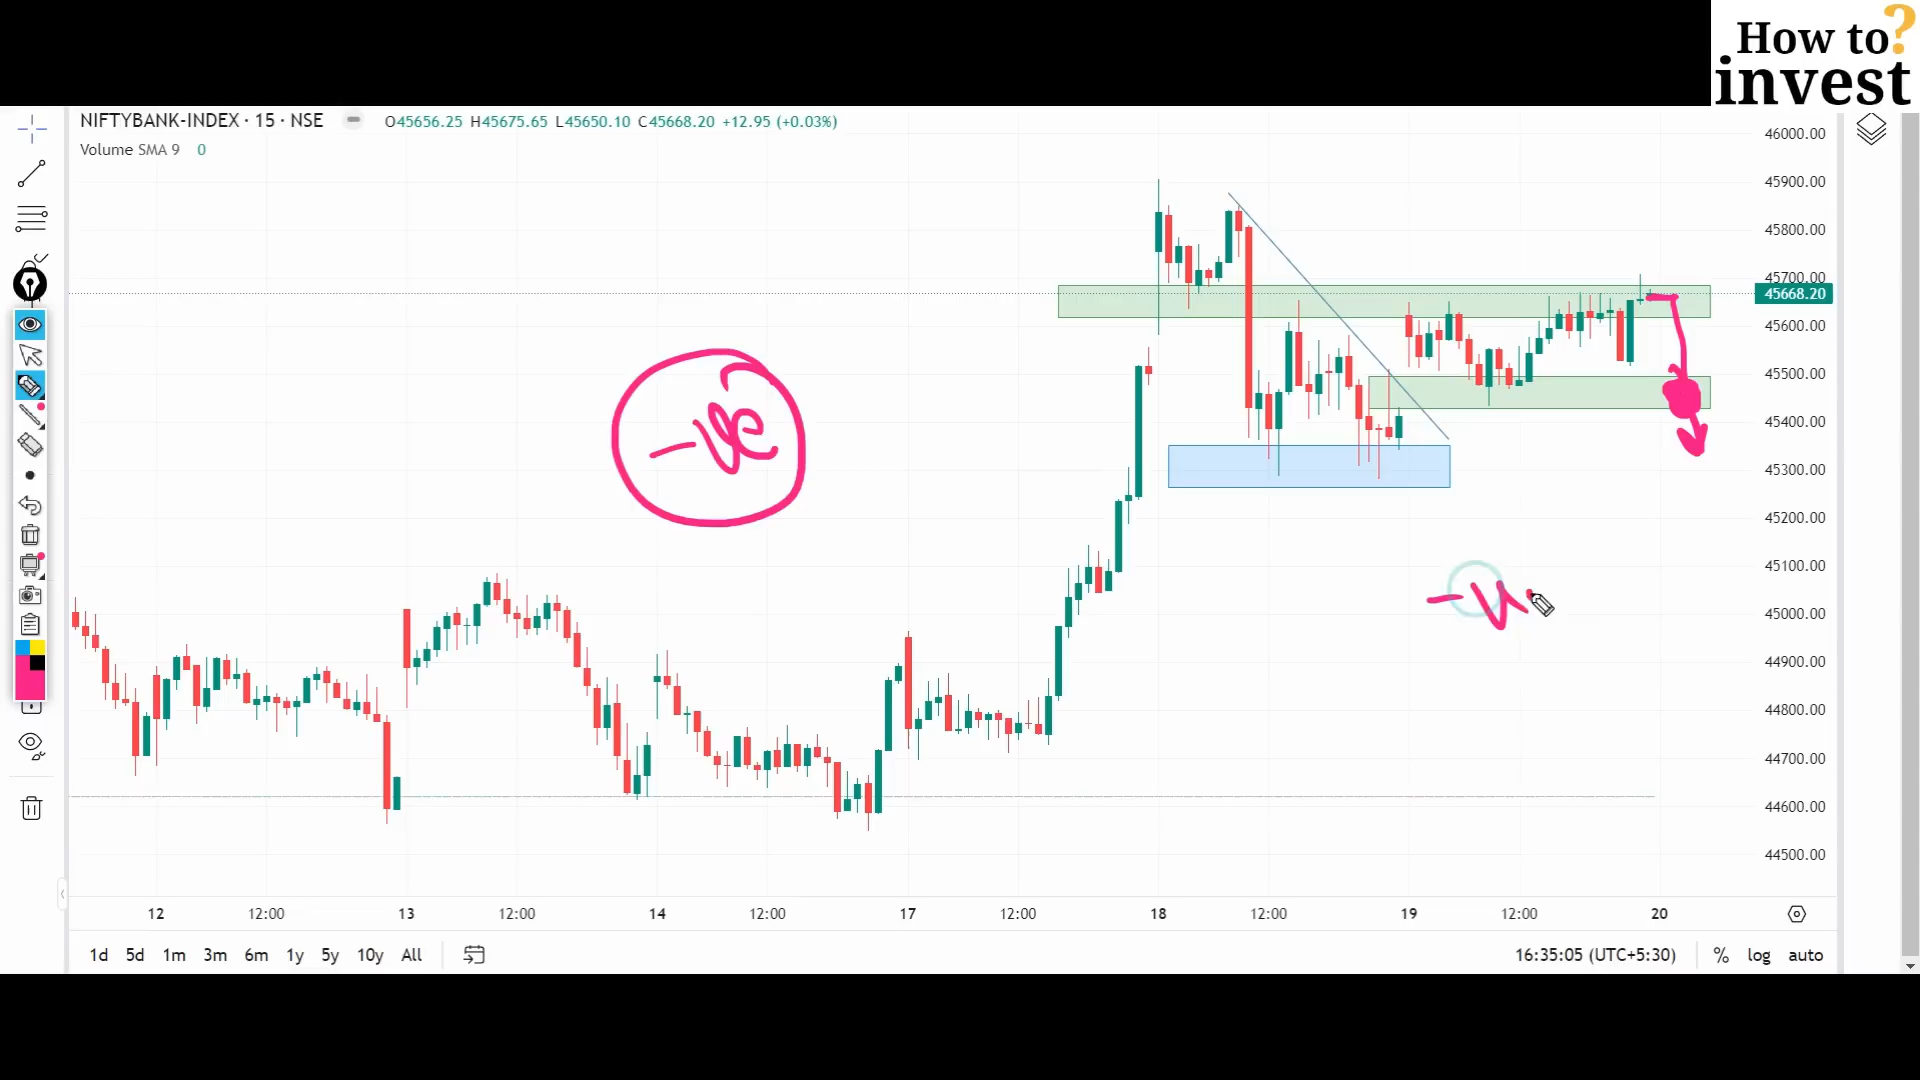 How to?
invest
NIFTYBANK-INDEX · 15 · NSE O45656.25 H45675.65 L45650.10 C45668.20 +12.95 (+0.03%)
Volume SMA 9 0
46000.00
45900.00
45800.00
45700.00
45668.20
45600.00
45500.00
45400.00
45300.00
45200.00
45100.00
45000.00
44900.00
44800.00
44700.00
44600.00
44500.00
-ve
12 12:00 13 12:00 14 12:00 17 12:00 18 12:00 19 12:00 20
1d 5d 1m 3m 6m 1y 5y 10y All 16:35:05 (UTC+5:30) % log auto